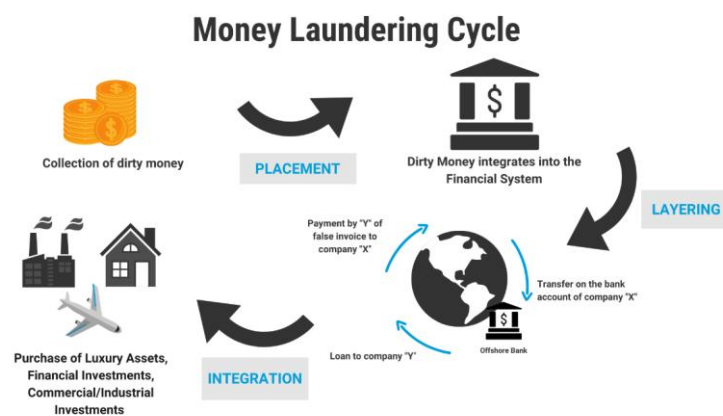 Money Laundering Cycle
$
$
Collection of dirty money
PLACEMENT
$
Dirty Money integrates into the
Financial System
LAYERING
Payment by "Y" of
false invoice to
company "X"
Transfer on the bank
account of company "X"
$
Offshore Bank
Loan to company "Y"
INTEGRATION
Purchase of Luxury Assets,
Financial Investments,
Commercial/Industrial
Investments